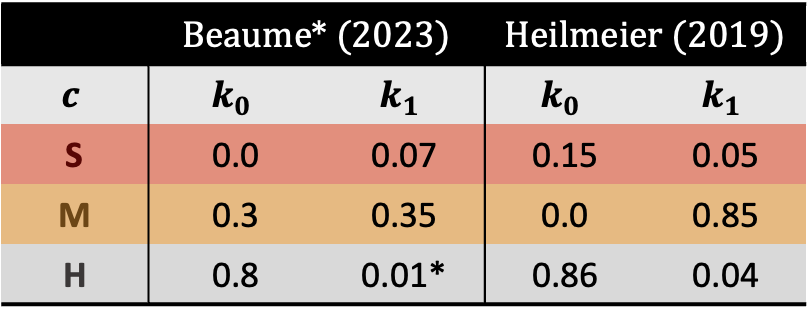 Beaume* (2023) Heilmeier (2019)
c k₀ k₁ k₀ k₁
S 0.0 0.07 0.15 0.05
M 0.3 0.35 0.0 0.85
H 0.8 0.01* 0.86 0.04